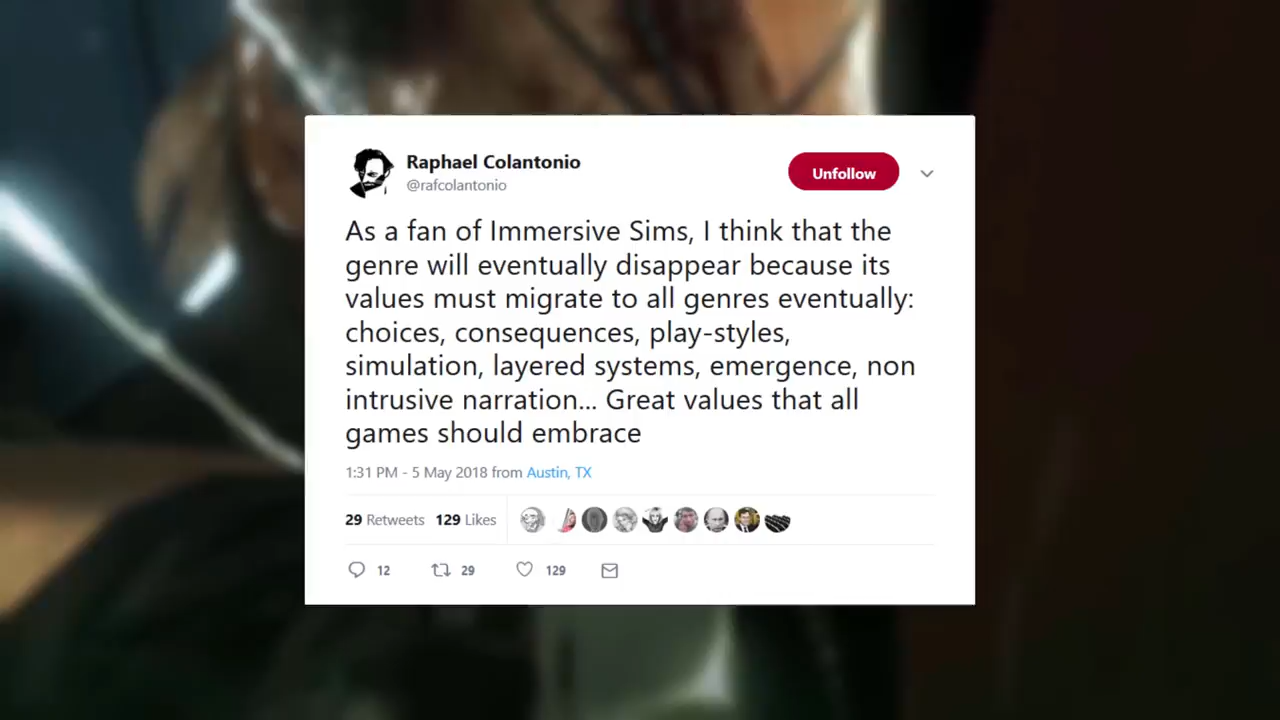 Raphael Colantonio
@rafcolantonio
Unfollow
As a fan of Immersive Sims, I think that the
genre will eventually disappear because its
values must migrate to all genres eventually:
choices, consequences, play-styles,
simulation, layered systems, emergence, non
intrusive narration... Great values that all
games should embrace
1:31 PM - 5 May 2018 from Austin, TX
29 Retweets 129 Likes
12 29 129